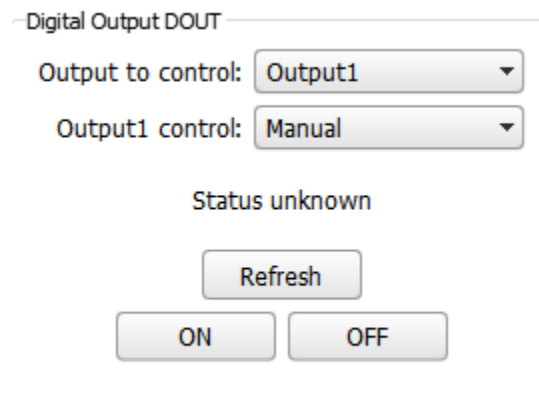 Digital Output DOUT
Output to control: Output1
Output1 control: Manual
Status unknown
Refresh
ON OFF